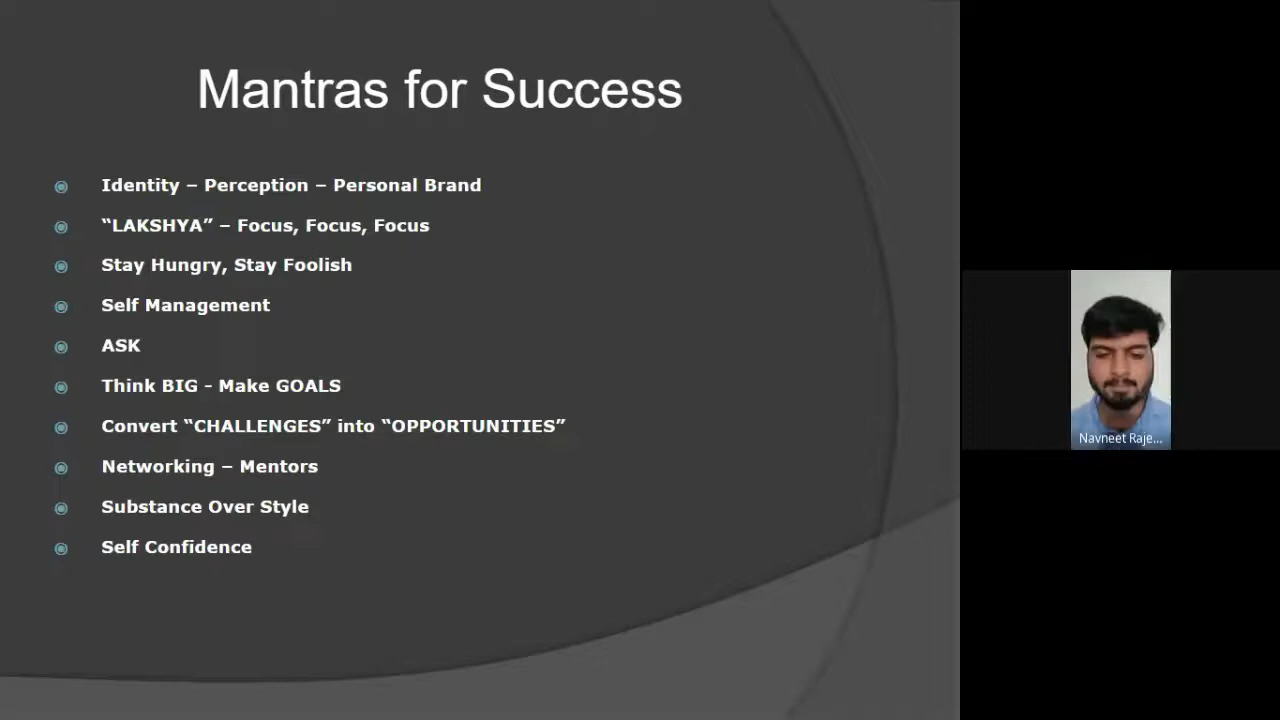 Mantras for Success
Identity – Perception – Personal Brand
“LAKSHYA” – Focus, Focus, Focus
Stay Hungry, Stay Foolish
Self Management
ASK
Think BIG - Make GOALS
Convert “CHALLENGES” into “OPPORTUNITIES”
Networking – Mentors
Substance Over Style
Self Confidence
Navneet Raje...